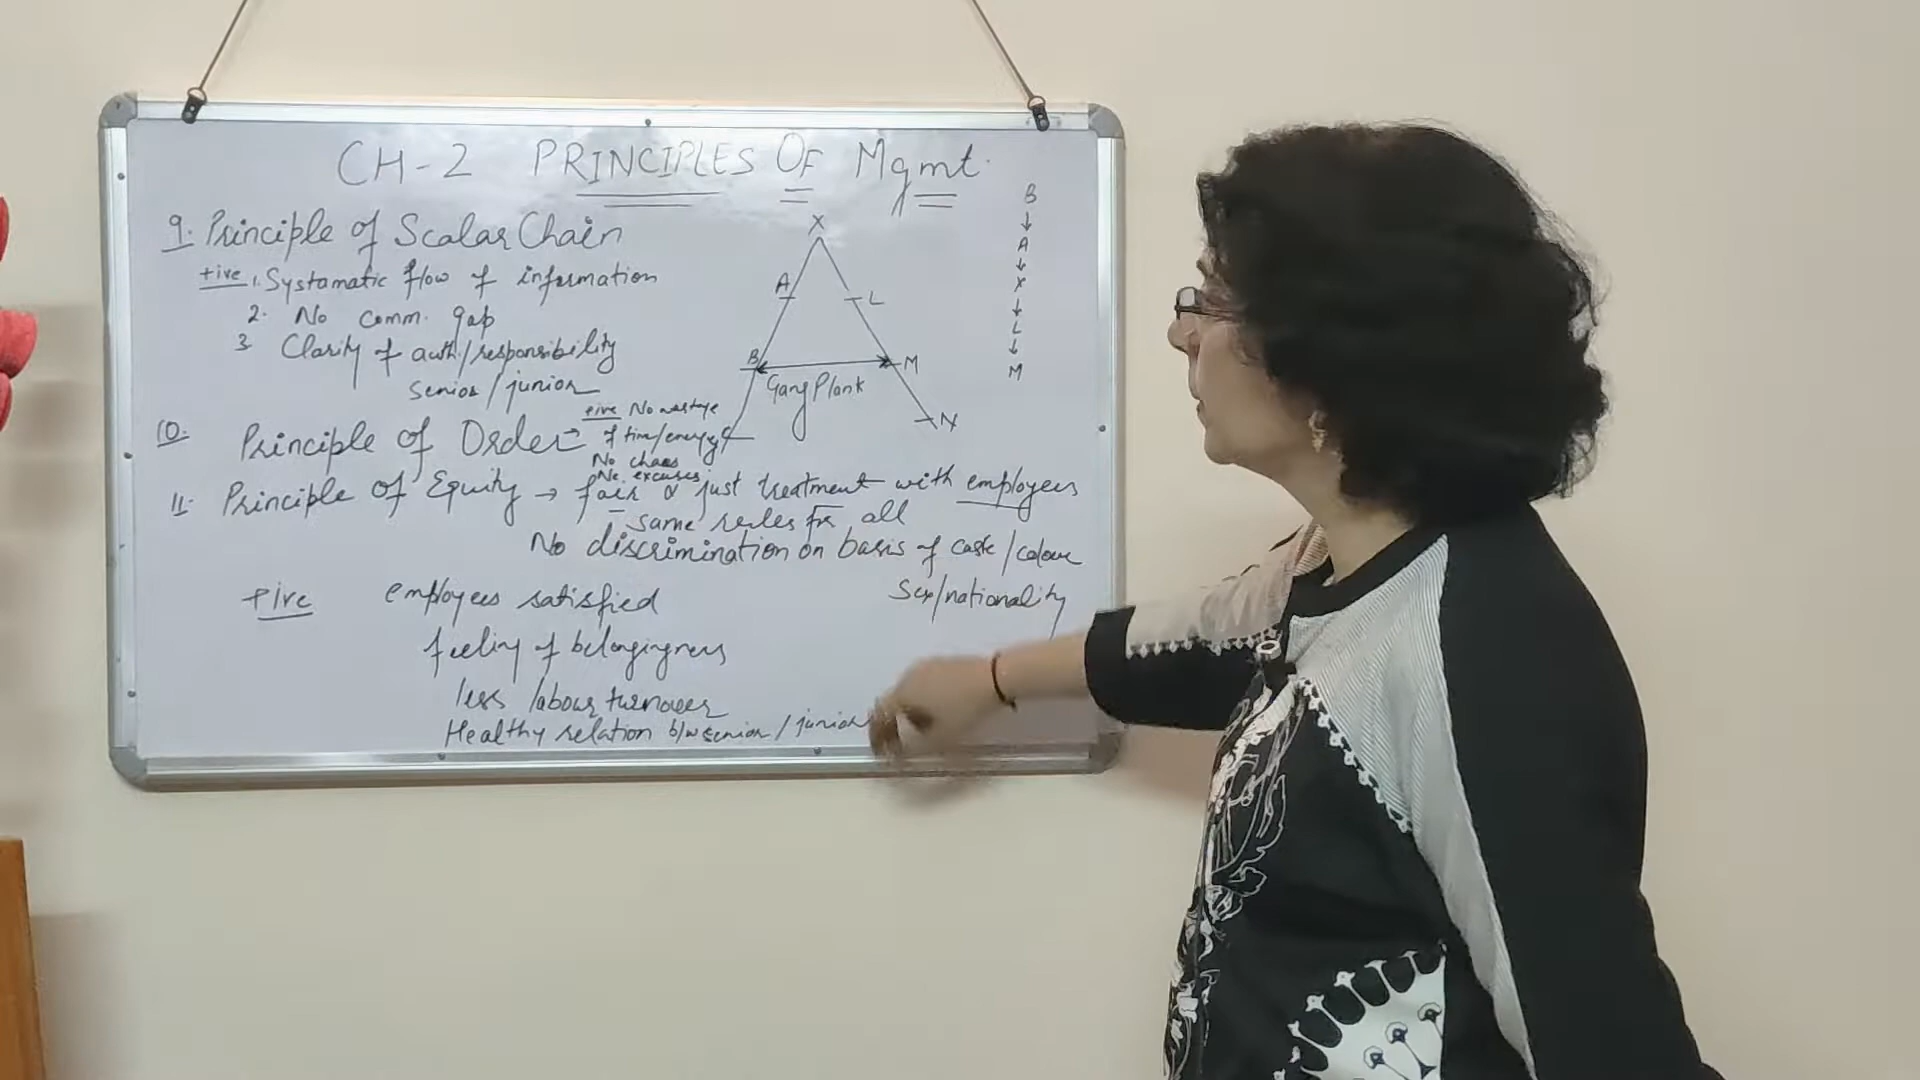 CH-2 PRINCIPLES OF Mgmt.
9. Principle of Scalar Chain
+ive 1. Systamatic flow of information
2. No comm. gap
3. Clarity of auth./responsibility
senior/junior
X
A
L
B
M
Gang Plank
C
N
B
↓
A
↓
X
↓
L
↓
M
10. Principle of Order →
+ive No wastage
of time/energy
No chaos
No excuses
11. Principle of Equity → fair & just treatment with employees
same rules for all
No discrimination on basis of caste/colour
Sex/nationality
+ive employees satisfied
feeling of belongingness
less labour turnover
Healthy relation b/w senior/junior